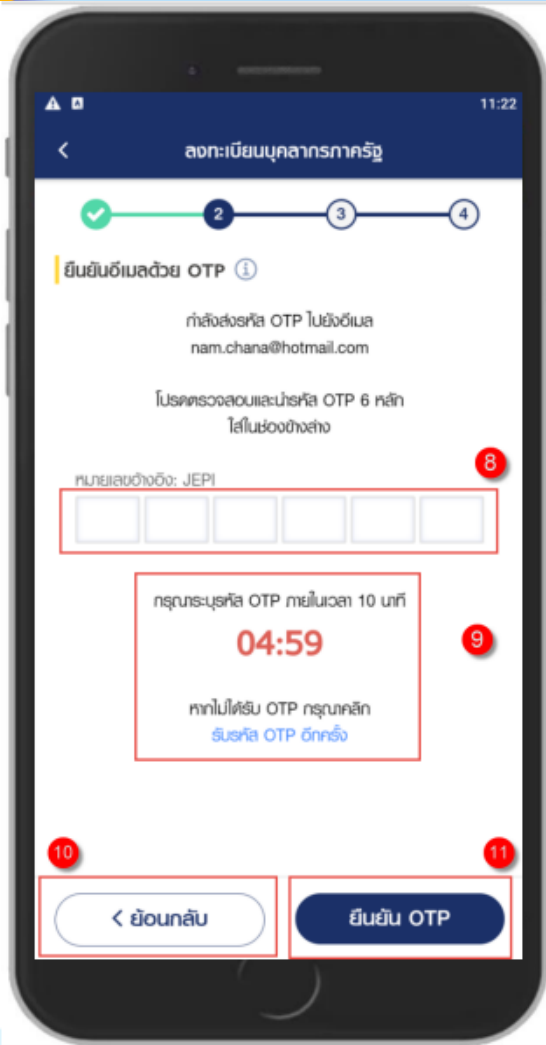 11:22
ลงทะเบียนบุคลากรภาครัฐ
2
3
4
ยืนยันอีเมลด้วย OTP i
กำลังส่งรหัส OTP ไปยังอีเมล
nam.chana@hotmail.com
โปรดตรวจสอบและนำรหัส OTP 6 หลัก
ใส่ในช่องข้างล่าง
8
หมายเลขอ้างอิง: JEPI
กรุณาระบุรหัส OTP ภายในเวลา 10 นาที
04:59
9
หากไม่ได้รับ OTP กรุณาคลิก
รับรหัส OTP อีกครั้ง
10
11
< ย้อนกลับ
ยืนยัน OTP